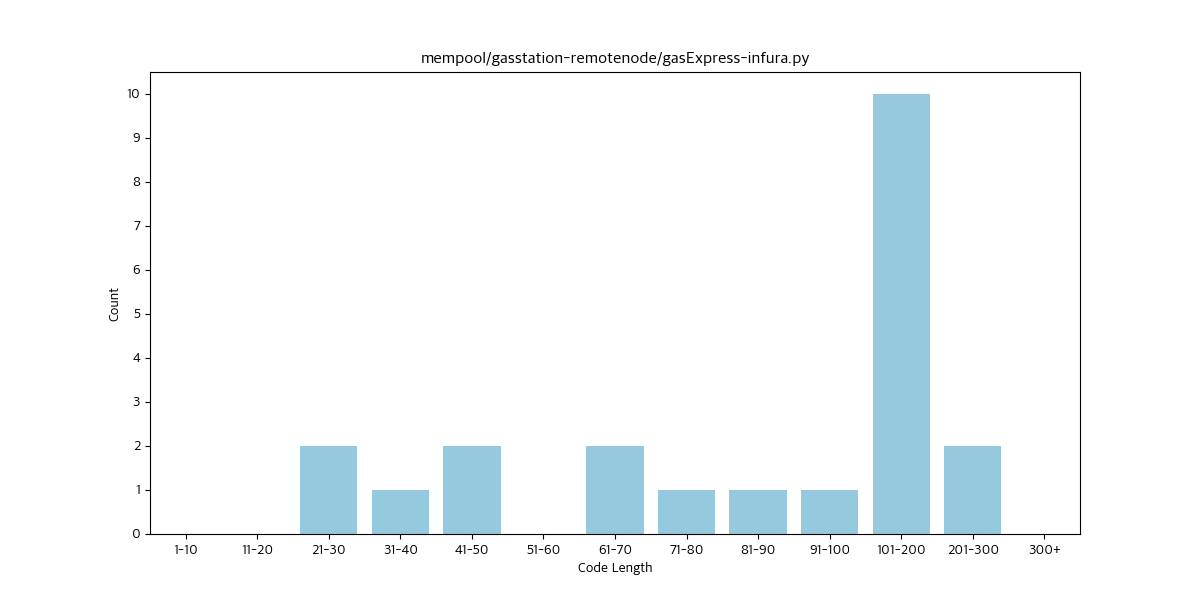 mempool/gasstation-remotenode/gasExpress-infura.py
10
9
8
7
6
5
4
3
2
1
0
Count
1-10 11-20 21-30 31-40 41-50 51-60 61-70 71-80 81-90 91-100 101-200 201-300 300+
Code Length